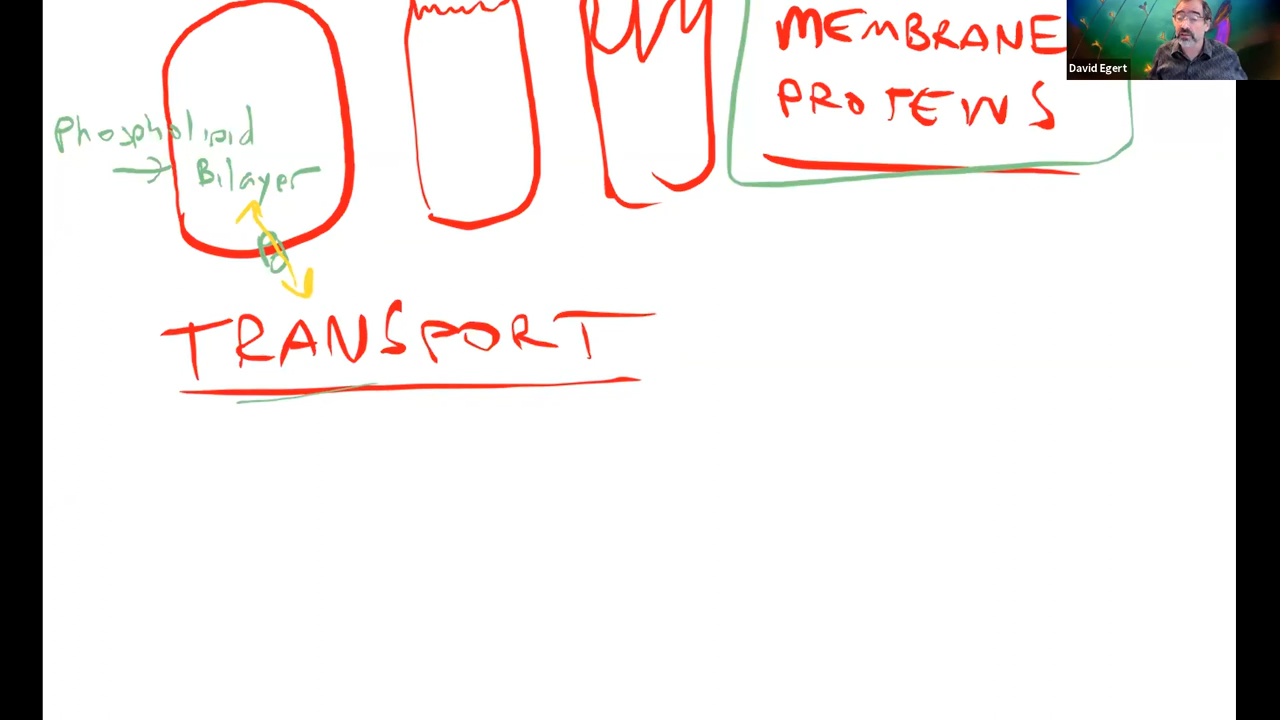 MEMBRANE
PROTEINS
David Egert
Phospholipid
Bilayer
TRANSPORT